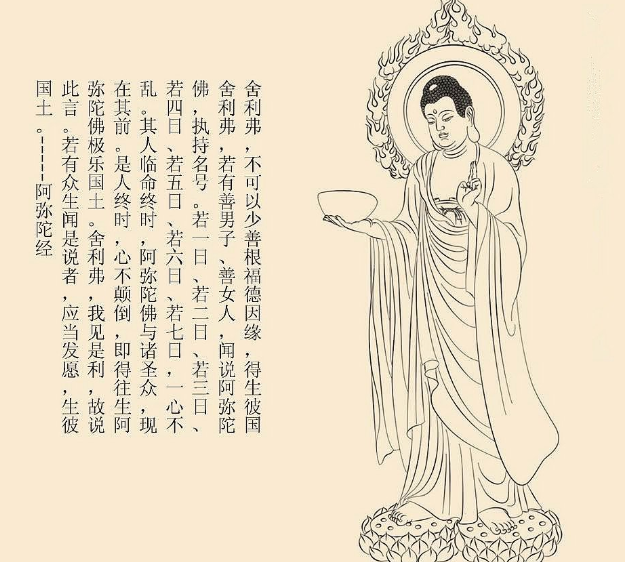 舍利弗，不可以少善根福德因缘，得生彼国
舍利弗，若有善男子、善女人，闻说阿弥陀
佛，执持名号。若一日、若二日、若三日、
若四日、若五日、若六日、若七日，一心不
乱。其人临命终时，阿弥陀佛与诸圣众，现
在其前。是人终时，心不颠倒，即得往生阿
弥陀佛极乐国土。舍利弗，我见是利，故说
此言。若有众生闻是说者，应当发愿，生彼
国土。-----阿弥陀经